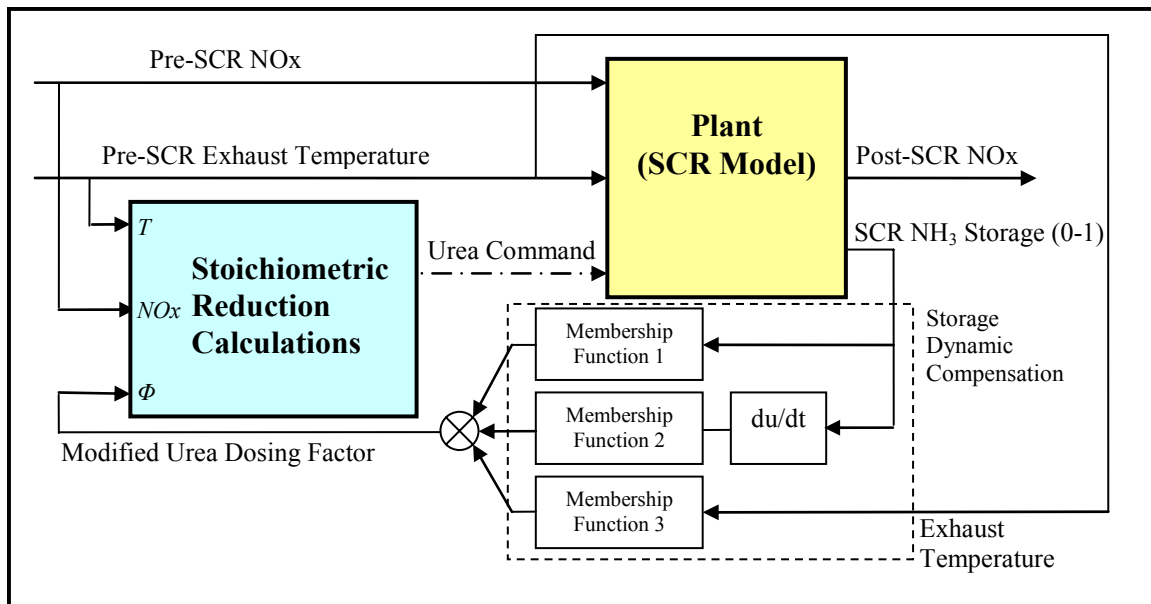 Pre-SCR NOx
Pre-SCR Exhaust Temperature
Plant
(SCR Model)
Post-SCR NOx
SCR NH₃ Storage (0-1)
T
NOx
Φ
Stoichiometric
Reduction
Calculations
Urea Command
Membership
Function 1
Storage
Dynamic
Compensation
Membership
Function 2
du/dt
Modified Urea Dosing Factor
Membership
Function 3
Exhaust
Temperature